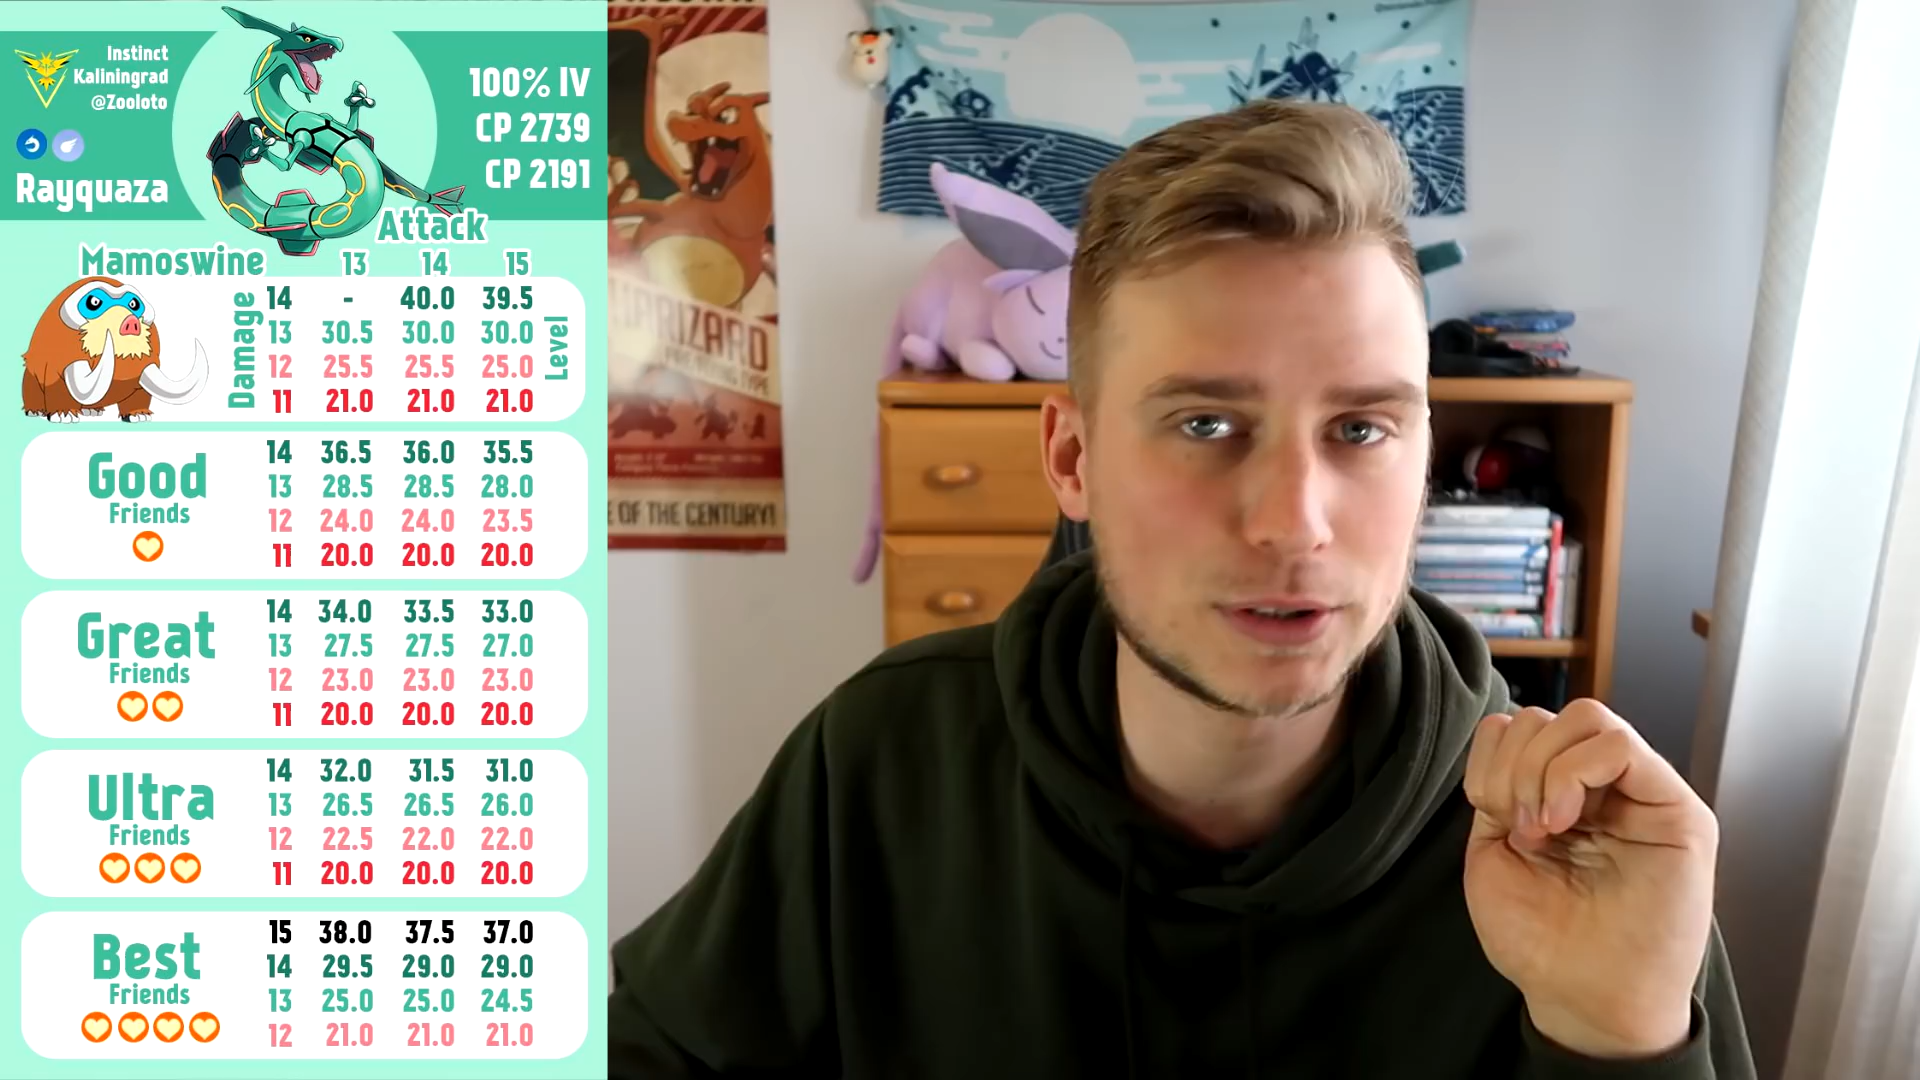 Instinct
Kaliningrad
@Zooloto
Rayquaza
100% IV
CP 2739
CP 2191
Attack
Mamoswine 13 14 15
Damage
Level
14 - 40.0 39.5
13 30.5 30.0 30.0
12 25.5 25.5 25.0
11 21.0 21.0 21.0
Good
Friends
14 36.5 36.0 35.5
13 28.5 28.5 28.0
12 24.0 24.0 23.5
11 20.0 20.0 20.0
Great
Friends
14 34.0 33.5 33.0
13 27.5 27.5 27.0
12 23.0 23.0 23.0
11 20.0 20.0 20.0
Ultra
Friends
14 32.0 31.5 31.0
13 26.5 26.5 26.0
12 22.5 22.0 22.0
11 20.0 20.0 20.0
Best
Friends
15 38.0 37.5 37.0
14 29.5 29.0 29.0
13 25.0 25.0 24.5
12 21.0 21.0 21.0
OF THE CENTURY!